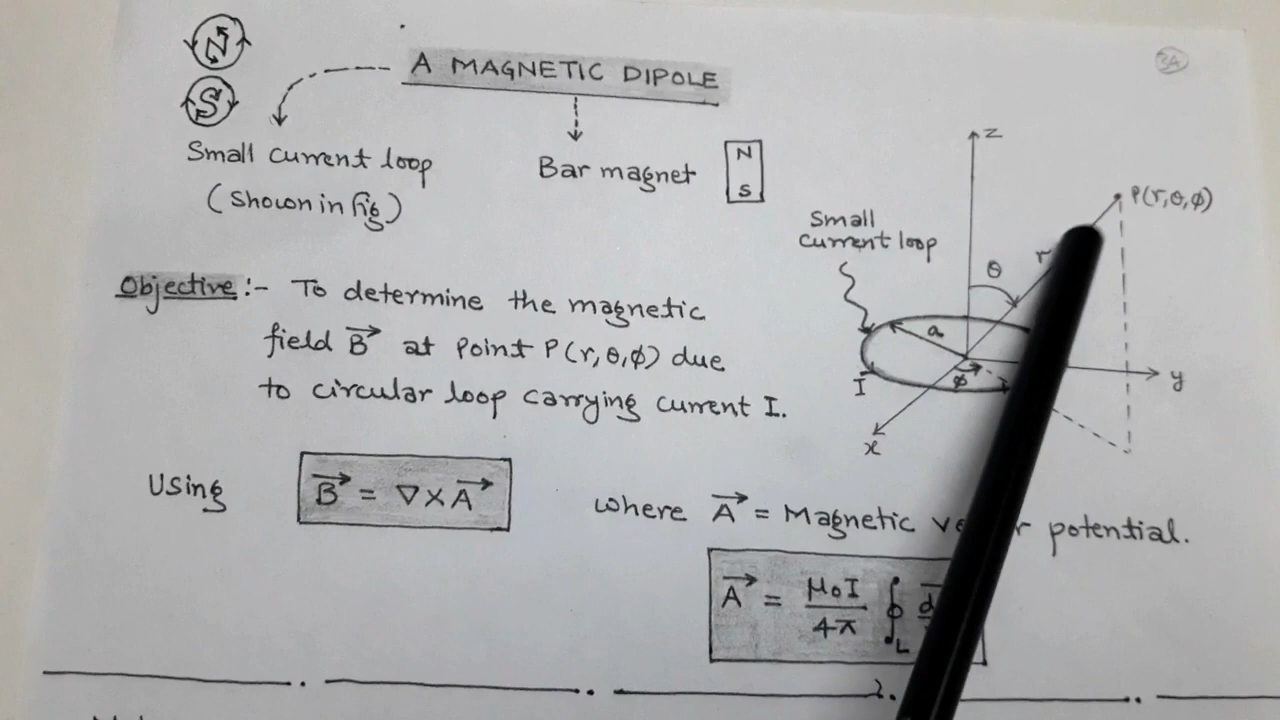 N
S
A MAGNETIC DIPOLE
3A
Small current loop
(Shown in fig)
Bar magnet
N
S
z
P(r,θ,ϕ)
Small
current loop
θ
r
a
I
ϕ
y
x
Objective:- To determine the magnetic
field B⃗ at point P(r,θ,ϕ) due
to circular loop carrying current I.
Using B⃗ = ∇×A⃗ where A⃗ = Magnetic potential.
A⃗ = μ₀I/4π ∮L